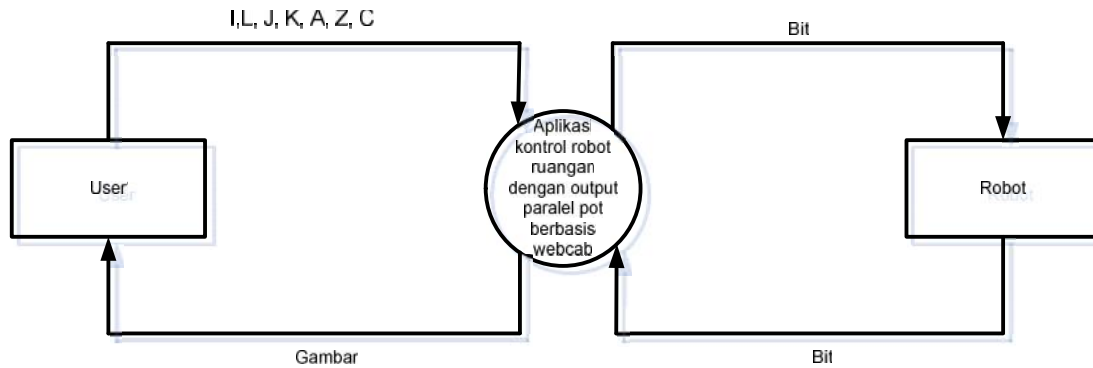 I,L, J, K, A, Z, C
Bit
User
Aplikasi
kontrol robot
ruangan
dengan output
paralel pot
berbasis
webcab
Robot
Gambar
Bit